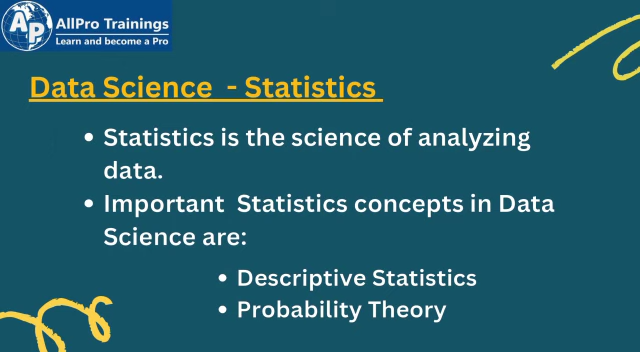 AP
AllPro Trainings
Learn and become a Pro
Data Science - Statistics
• Statistics is the science of analyzing
data.
• Important Statistics concepts in Data
Science are:
• Descriptive Statistics
• Probability Theory